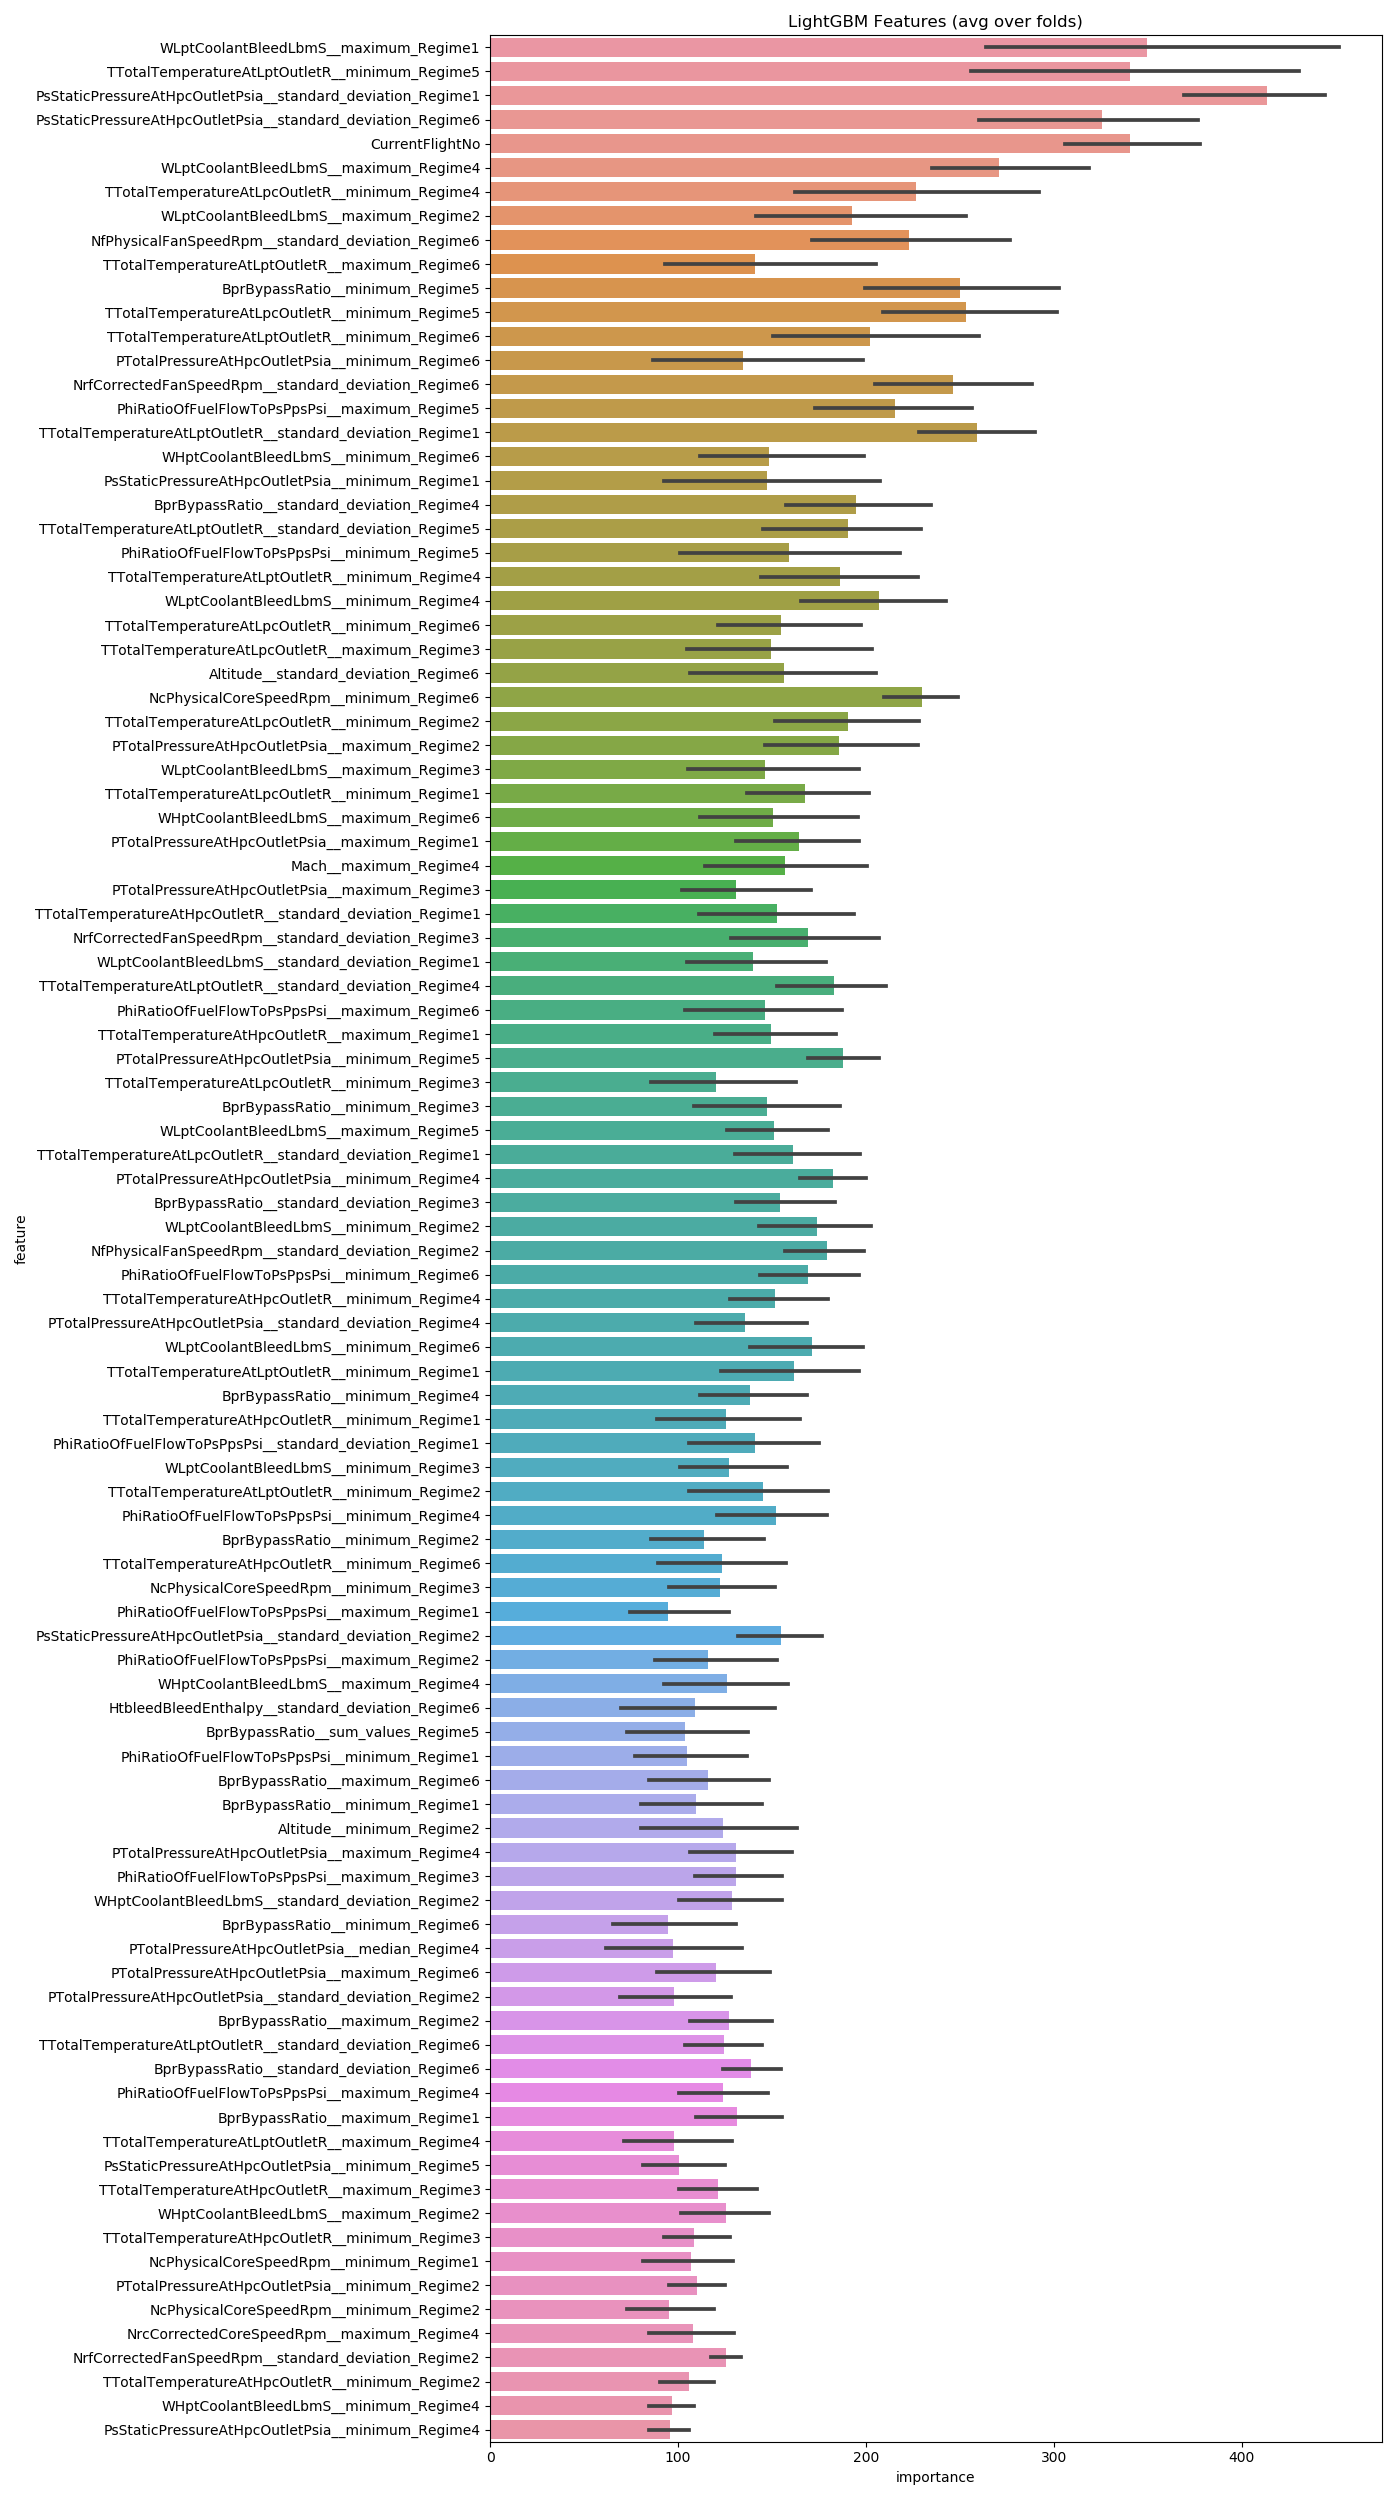 LightGBM Features (avg over folds)
WLptCoolantBleedLbmS__maximum_Regime1
TTotalTemperatureAtLptOutletR__minimum_Regime5
PsStaticPressureAtHpcOutletPsia__standard_deviation_Regime1
PsStaticPressureAtHpcOutletPsia__standard_deviation_Regime6
CurrentFlightNo
WLptCoolantBleedLbmS__maximum_Regime4
TTotalTemperatureAtLpcOutletR__minimum_Regime4
WLptCoolantBleedLbmS__maximum_Regime2
NfPhysicalFanSpeedRpm__standard_deviation_Regime6
TTotalTemperatureAtLptOutletR__maximum_Regime6
BprBypassRatio__minimum_Regime5
TTotalTemperatureAtLpcOutletR__minimum_Regime5
TTotalTemperatureAtLptOutletR__minimum_Regime6
PTotalPressureAtHpcOutletPsia__minimum_Regime6
NrfCorrectedFanSpeedRpm__standard_deviation_Regime6
PhiRatioOfFuelFlowToPsPpsPsi__maximum_Regime5
TTotalTemperatureAtLptOutletR__standard_deviation_Regime1
WHptCoolantBleedLbmS__minimum_Regime6
PsStaticPressureAtHpcOutletPsia__minimum_Regime1
BprBypassRatio__standard_deviation_Regime4
TTotalTemperatureAtLptOutletR__standard_deviation_Regime5
PhiRatioOfFuelFlowToPsPpsPsi__minimum_Regime5
TTotalTemperatureAtLptOutletR__minimum_Regime4
WLptCoolantBleedLbmS__minimum_Regime4
TTotalTemperatureAtLpcOutletR__minimum_Regime6
TTotalTemperatureAtLpcOutletR__maximum_Regime3
Altitude__standard_deviation_Regime6
NcPhysicalCoreSpeedRpm__minimum_Regime6
TTotalTemperatureAtLpcOutletR__minimum_Regime2
PTotalPressureAtHpcOutletPsia__maximum_Regime2
WLptCoolantBleedLbmS__maximum_Regime3
TTotalTemperatureAtLpcOutletR__minimum_Regime1
WHptCoolantBleedLbmS__maximum_Regime6
PTotalPressureAtHpcOutletPsia__maximum_Regime1
Mach__maximum_Regime4
PTotalPressureAtHpcOutletPsia__maximum_Regime3
TTotalTemperatureAtHpcOutletR__standard_deviation_Regime1
NrfCorrectedFanSpeedRpm__standard_deviation_Regime3
WLptCoolantBleedLbmS__standard_deviation_Regime1
TTotalTemperatureAtLptOutletR__standard_deviation_Regime4
PhiRatioOfFuelFlowToPsPpsPsi__maximum_Regime6
TTotalTemperatureAtHpcOutletR__maximum_Regime1
PTotalPressureAtHpcOutletPsia__minimum_Regime5
TTotalTemperatureAtLpcOutletR__minimum_Regime3
BprBypassRatio__minimum_Regime3
WLptCoolantBleedLbmS__maximum_Regime5
TTotalTemperatureAtLpcOutletR__standard_deviation_Regime1
PTotalPressureAtHpcOutletPsia__minimum_Regime4
BprBypassRatio__standard_deviation_Regime3
WLptCoolantBleedLbmS__minimum_Regime2
NfPhysicalFanSpeedRpm__standard_deviation_Regime2
PhiRatioOfFuelFlowToPsPpsPsi__minimum_Regime6
TTotalTemperatureAtHpcOutletR__minimum_Regime4
PTotalPressureAtHpcOutletPsia__standard_deviation_Regime4
WLptCoolantBleedLbmS__minimum_Regime6
TTotalTemperatureAtLptOutletR__minimum_Regime1
BprBypassRatio__minimum_Regime4
TTotalTemperatureAtHpcOutletR__minimum_Regime1
PhiRatioOfFuelFlowToPsPpsPsi__standard_deviation_Regime1
WLptCoolantBleedLbmS__minimum_Regime3
TTotalTemperatureAtLptOutletR__minimum_Regime2
PhiRatioOfFuelFlowToPsPpsPsi__minimum_Regime4
BprBypassRatio__minimum_Regime2
TTotalTemperatureAtHpcOutletR__minimum_Regime6
NcPhysicalCoreSpeedRpm__minimum_Regime3
PhiRatioOfFuelFlowToPsPpsPsi__maximum_Regime1
PsStaticPressureAtHpcOutletPsia__standard_deviation_Regime2
PhiRatioOfFuelFlowToPsPpsPsi__maximum_Regime2
WHptCoolantBleedLbmS__maximum_Regime4
HtbleedBleedEnthalpy__standard_deviation_Regime6
BprBypassRatio__sum_values_Regime5
PhiRatioOfFuelFlowToPsPpsPsi__minimum_Regime1
BprBypassRatio__maximum_Regime6
BprBypassRatio__minimum_Regime1
Altitude__minimum_Regime2
PTotalPressureAtHpcOutletPsia__maximum_Regime4
PhiRatioOfFuelFlowToPsPpsPsi__maximum_Regime3
WHptCoolantBleedLbmS__standard_deviation_Regime2
BprBypassRatio__minimum_Regime6
PTotalPressureAtHpcOutletPsia__median_Regime4
PTotalPressureAtHpcOutletPsia__maximum_Regime6
PTotalPressureAtHpcOutletPsia__standard_deviation_Regime2
BprBypassRatio__maximum_Regime2
TTotalTemperatureAtLptOutletR__standard_deviation_Regime6
BprBypassRatio__standard_deviation_Regime6
PhiRatioOfFuelFlowToPsPpsPsi__maximum_Regime4
BprBypassRatio__maximum_Regime1
TTotalTemperatureAtLptOutletR__maximum_Regime4
PsStaticPressureAtHpcOutletPsia__minimum_Regime5
TTotalTemperatureAtHpcOutletR__maximum_Regime3
WHptCoolantBleedLbmS__maximum_Regime2
TTotalTemperatureAtHpcOutletR__minimum_Regime3
NcPhysicalCoreSpeedRpm__minimum_Regime1
PTotalPressureAtHpcOutletPsia__minimum_Regime2
NcPhysicalCoreSpeedRpm__minimum_Regime2
NrcCorrectedCoreSpeedRpm__maximum_Regime4
NrfCorrectedFanSpeedRpm__standard_deviation_Regime2
TTotalTemperatureAtHpcOutletR__minimum_Regime2
WHptCoolantBleedLbmS__minimum_Regime4
PsStaticPressureAtHpcOutletPsia__minimum_Regime4
feature
0 100 200 300 400
importance